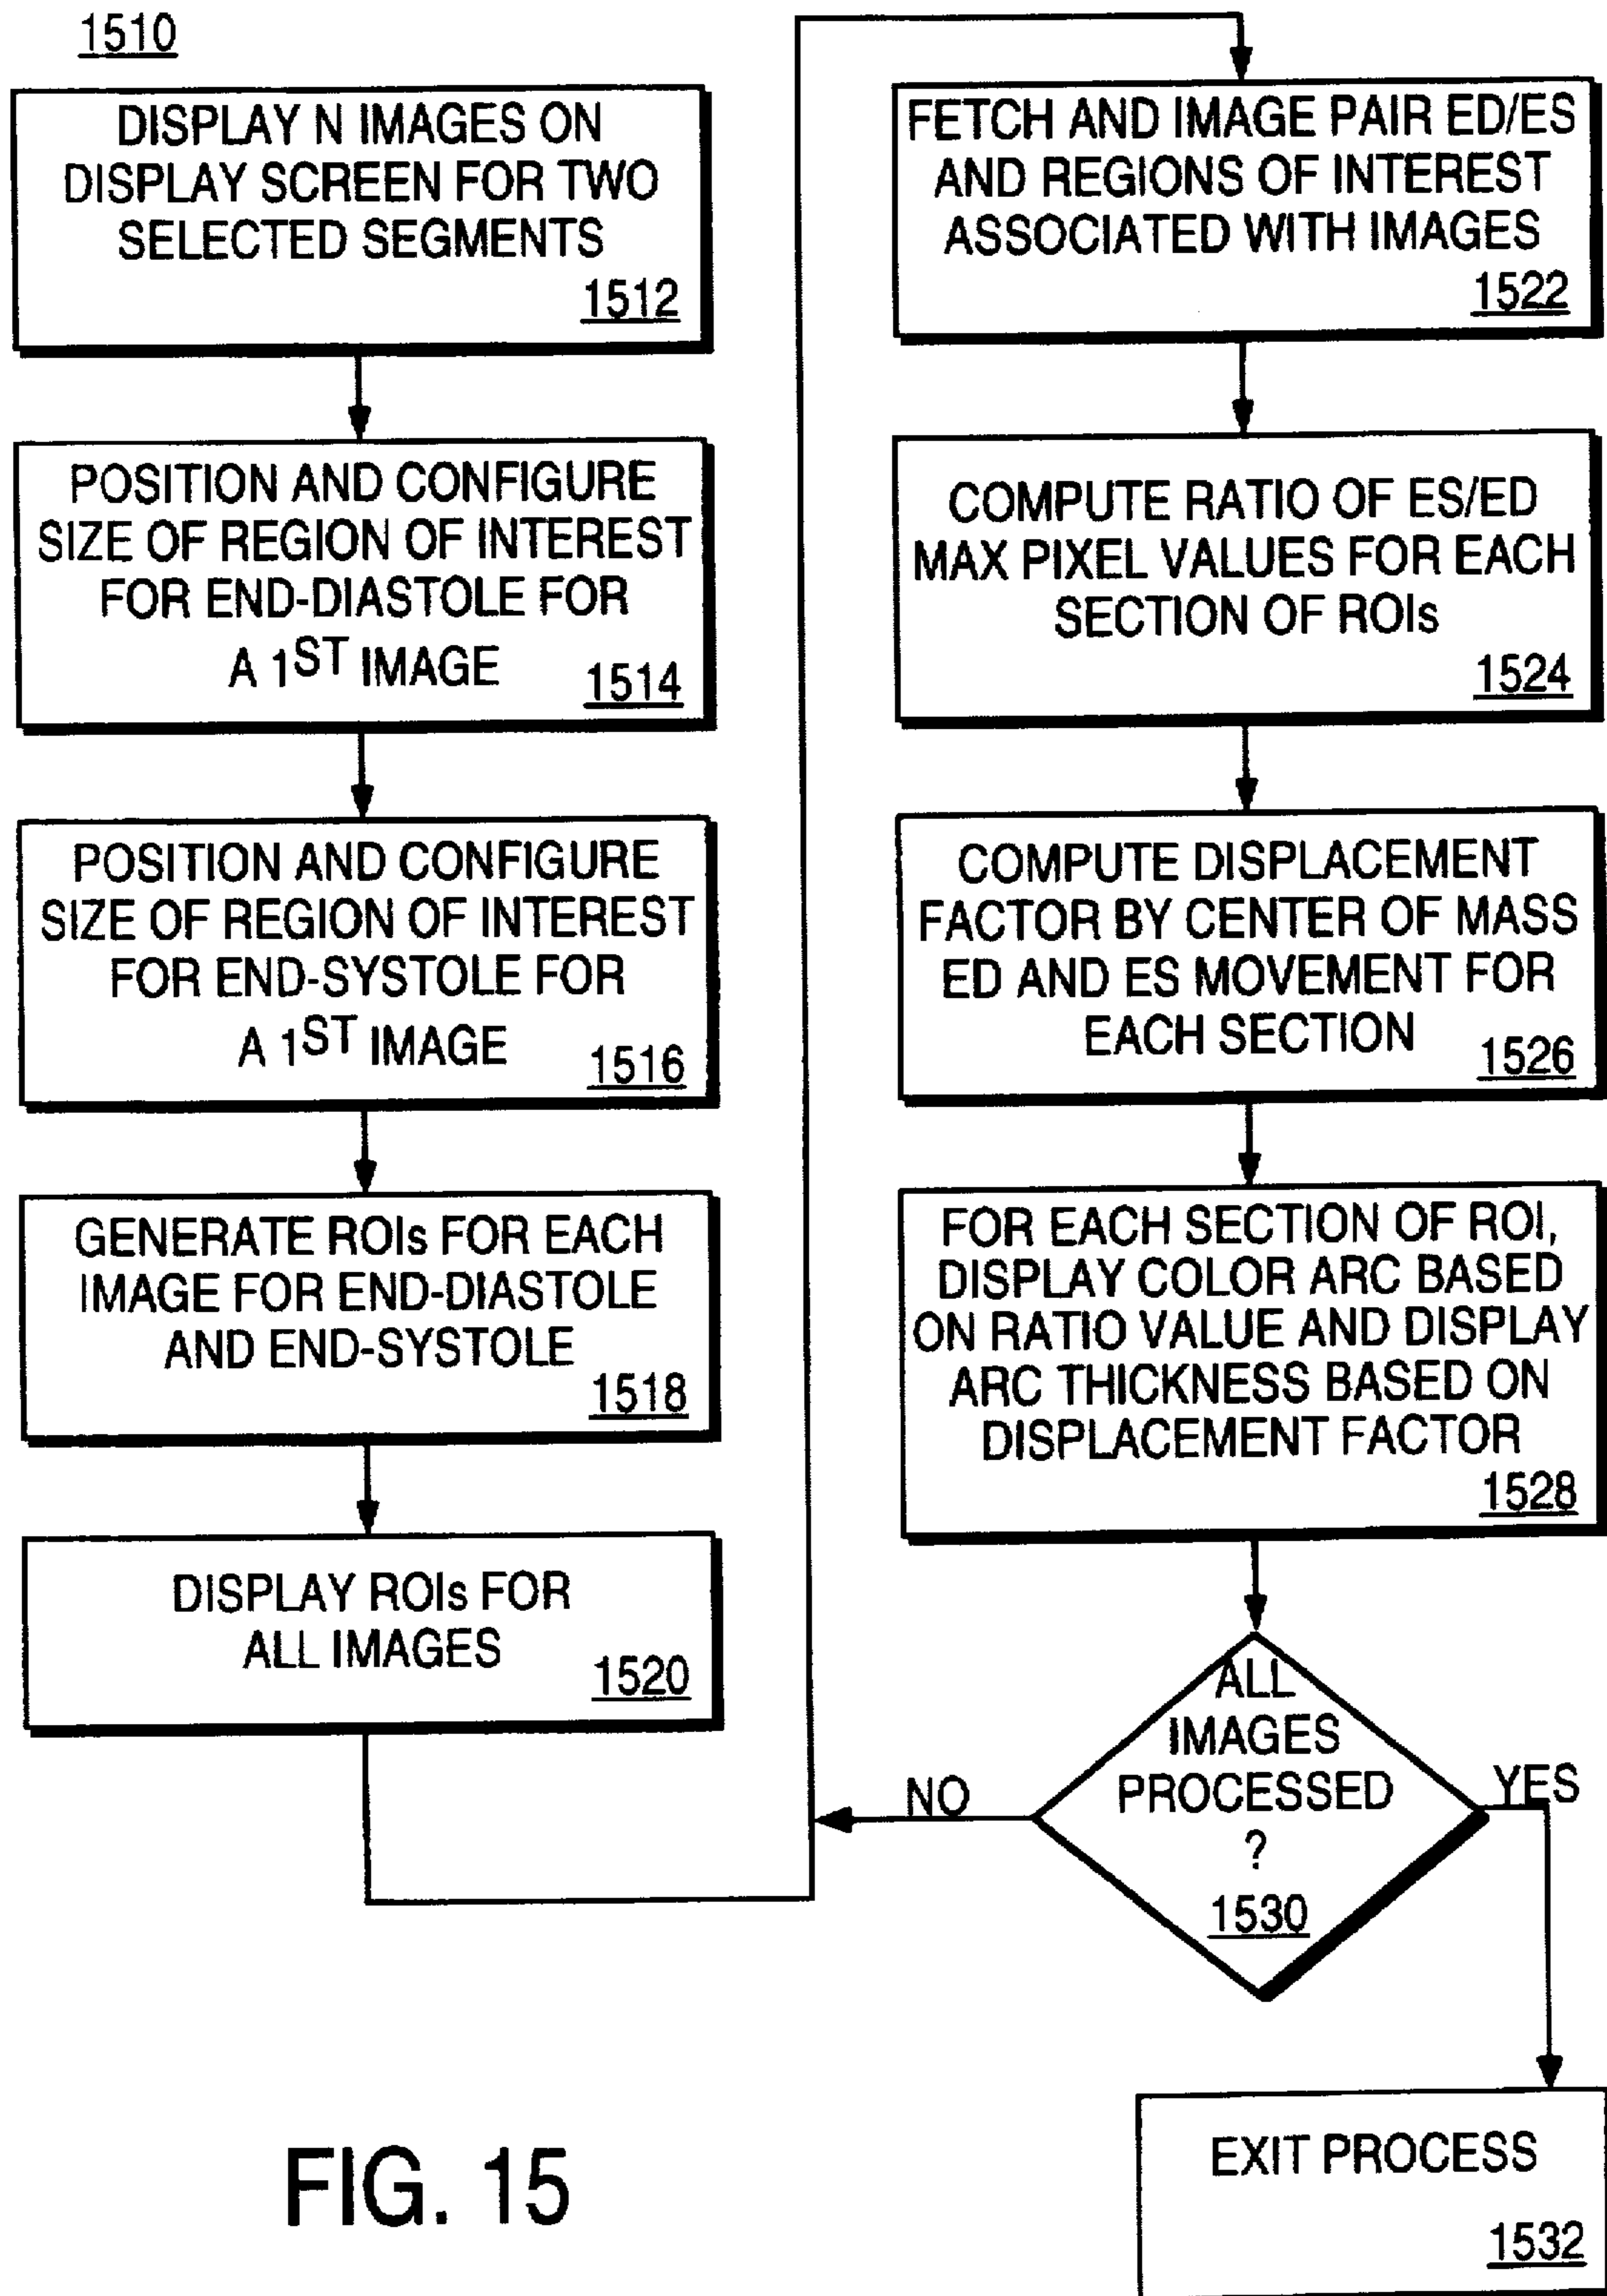 1510
DISPLAY N IMAGES ON
DISPLAY SCREEN FOR TWO
SELECTED SEGMENTS
1512
POSITION AND CONFIGURE
SIZE OF REGION OF INTEREST
FOR END-DIASTOLE FOR
A 1ST IMAGE
1514
POSITION AND CONFIGURE
SIZE OF REGION OF INTEREST
FOR END-SYSTOLE FOR
A 1ST IMAGE
1516
GENERATE ROIs FOR EACH
IMAGE FOR END-DIASTOLE
AND END-SYSTOLE
1518
DISPLAY ROIs FOR
ALL IMAGES
1520
FETCH AND IMAGE PAIR ED/ES
AND REGIONS OF INTEREST
ASSOCIATED WITH IMAGES
1522
COMPUTE RATIO OF ES/ED
MAX PIXEL VALUES FOR EACH
SECTION OF ROIs
1524
COMPUTE DISPLACEMENT
FACTOR BY CENTER OF MASS
ED AND ES MOVEMENT FOR
EACH SECTION
1526
FOR EACH SECTION OF ROI,
DISPLAY COLOR ARC BASED
ON RATIO VALUE AND DISPLAY
ARC THICKNESS BASED ON
DISPLACEMENT FACTOR
1528
ALL
IMAGES
PROCESSED
?
1530
NO
YES
EXIT PROCESS
1532
FIG. 15